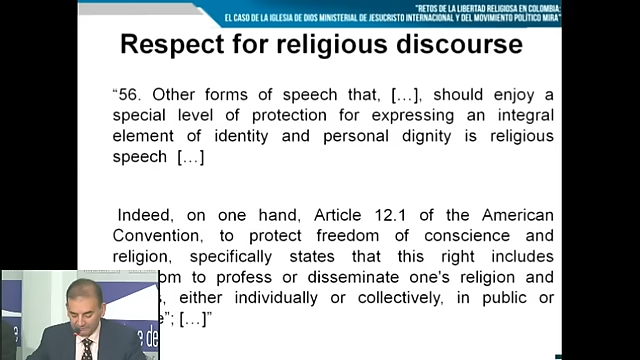 "RETOS DE LA LIBERTAD RELIGIOSA EN COLOMBIA:
EL CASO DE LA IGLESIA DE DIOS MINISTERIAL DE JESUCRISTO INTERNACIONAL Y DEL MOVIMIENTO POLÍTICO MIRA"
Respect for religious discourse
“56. Other forms of speech that, […], should enjoy a
special level of protection for expressing an integral
element of identity and personal dignity is religious
speech […]
Indeed, on one hand, Article 12.1 of the American
Convention, to protect freedom of conscience and
religion, specifically states that this right includes
to profess or disseminate one's religion and
either individually or collectively, in public or
”; […]”
de